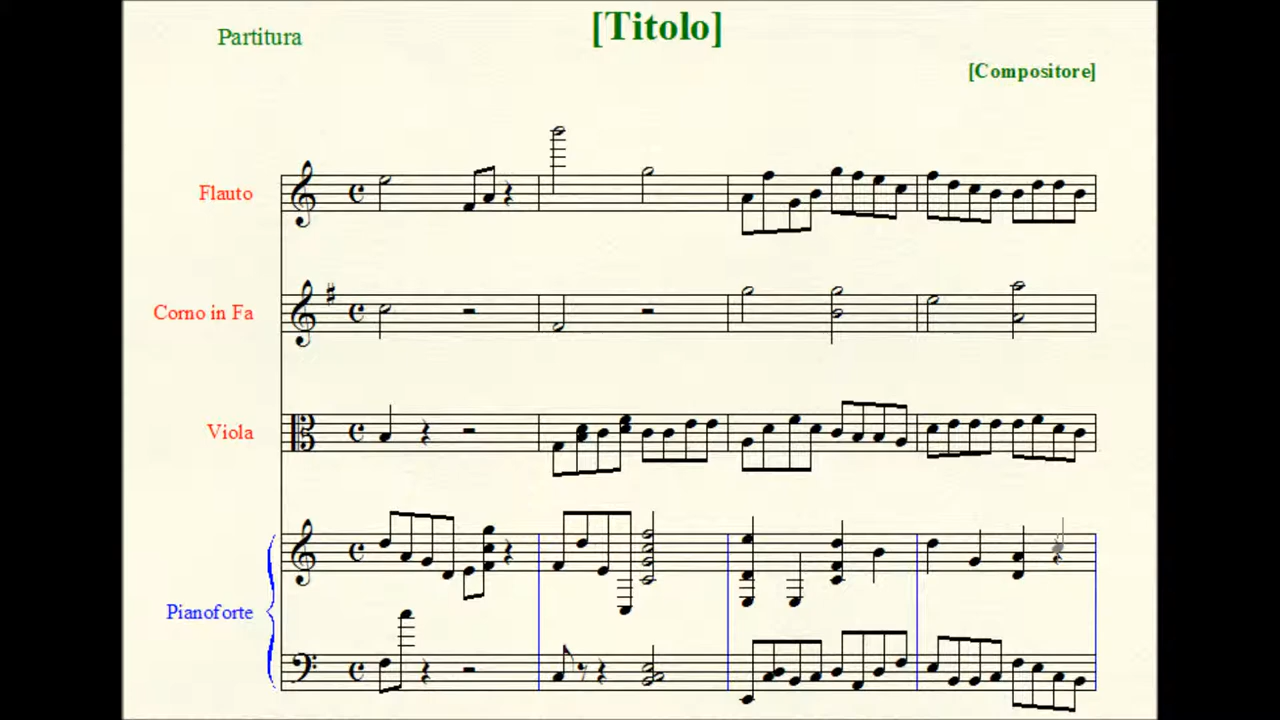 Partitura
[Titolo]
[Compositore]
Flauto
Corno in Fa
Viola
Pianoforte